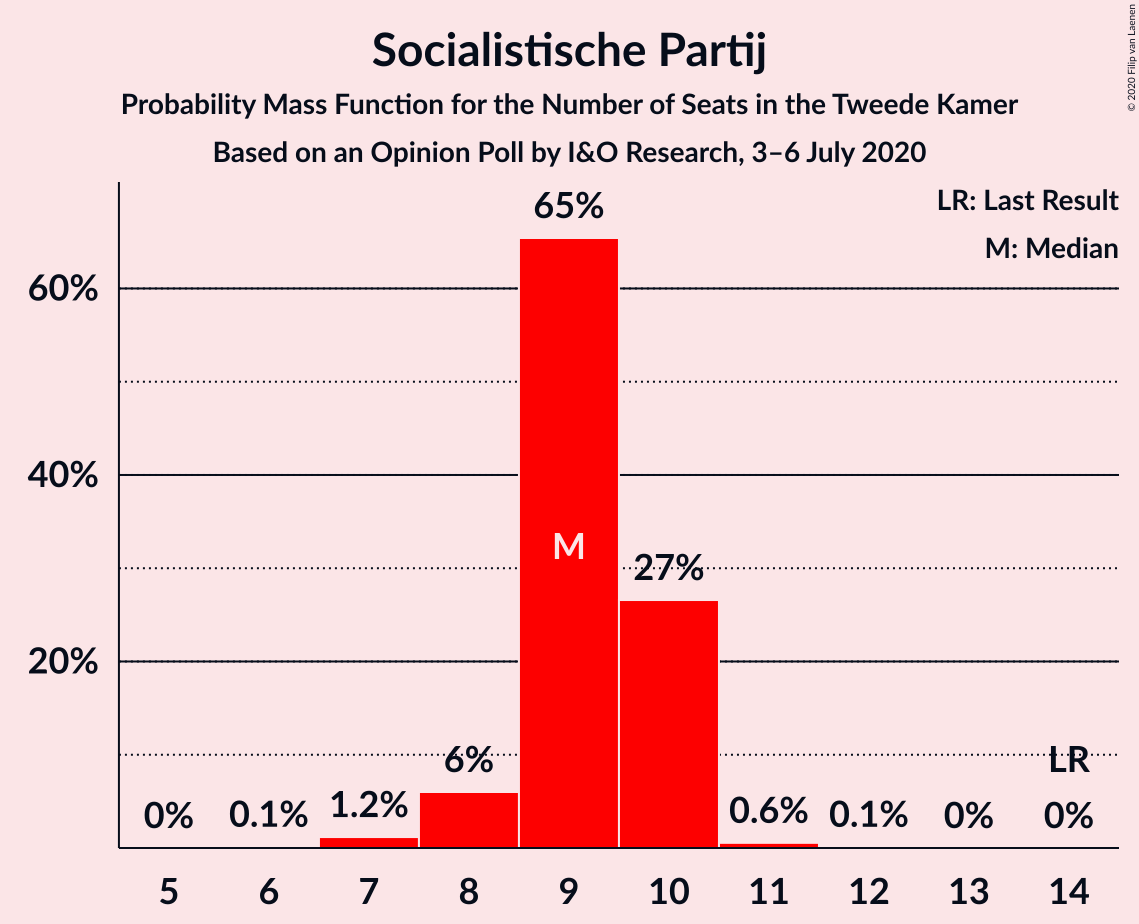 Socialistische Partij
Probability Mass Function for the Number of Seats in the Tweede Kamer
Based on an Opinion Poll by I&O Research, 3–6 July 2020
© 2020 Filip van Laenen
LR: Last Result
M: Median
60%
40%
20%
0%
0.1%
1.2%
6%
65%
M
27%
0.6%
0.1%
0%
LR
0%
5 6 7 8 9 10 11 12 13 14